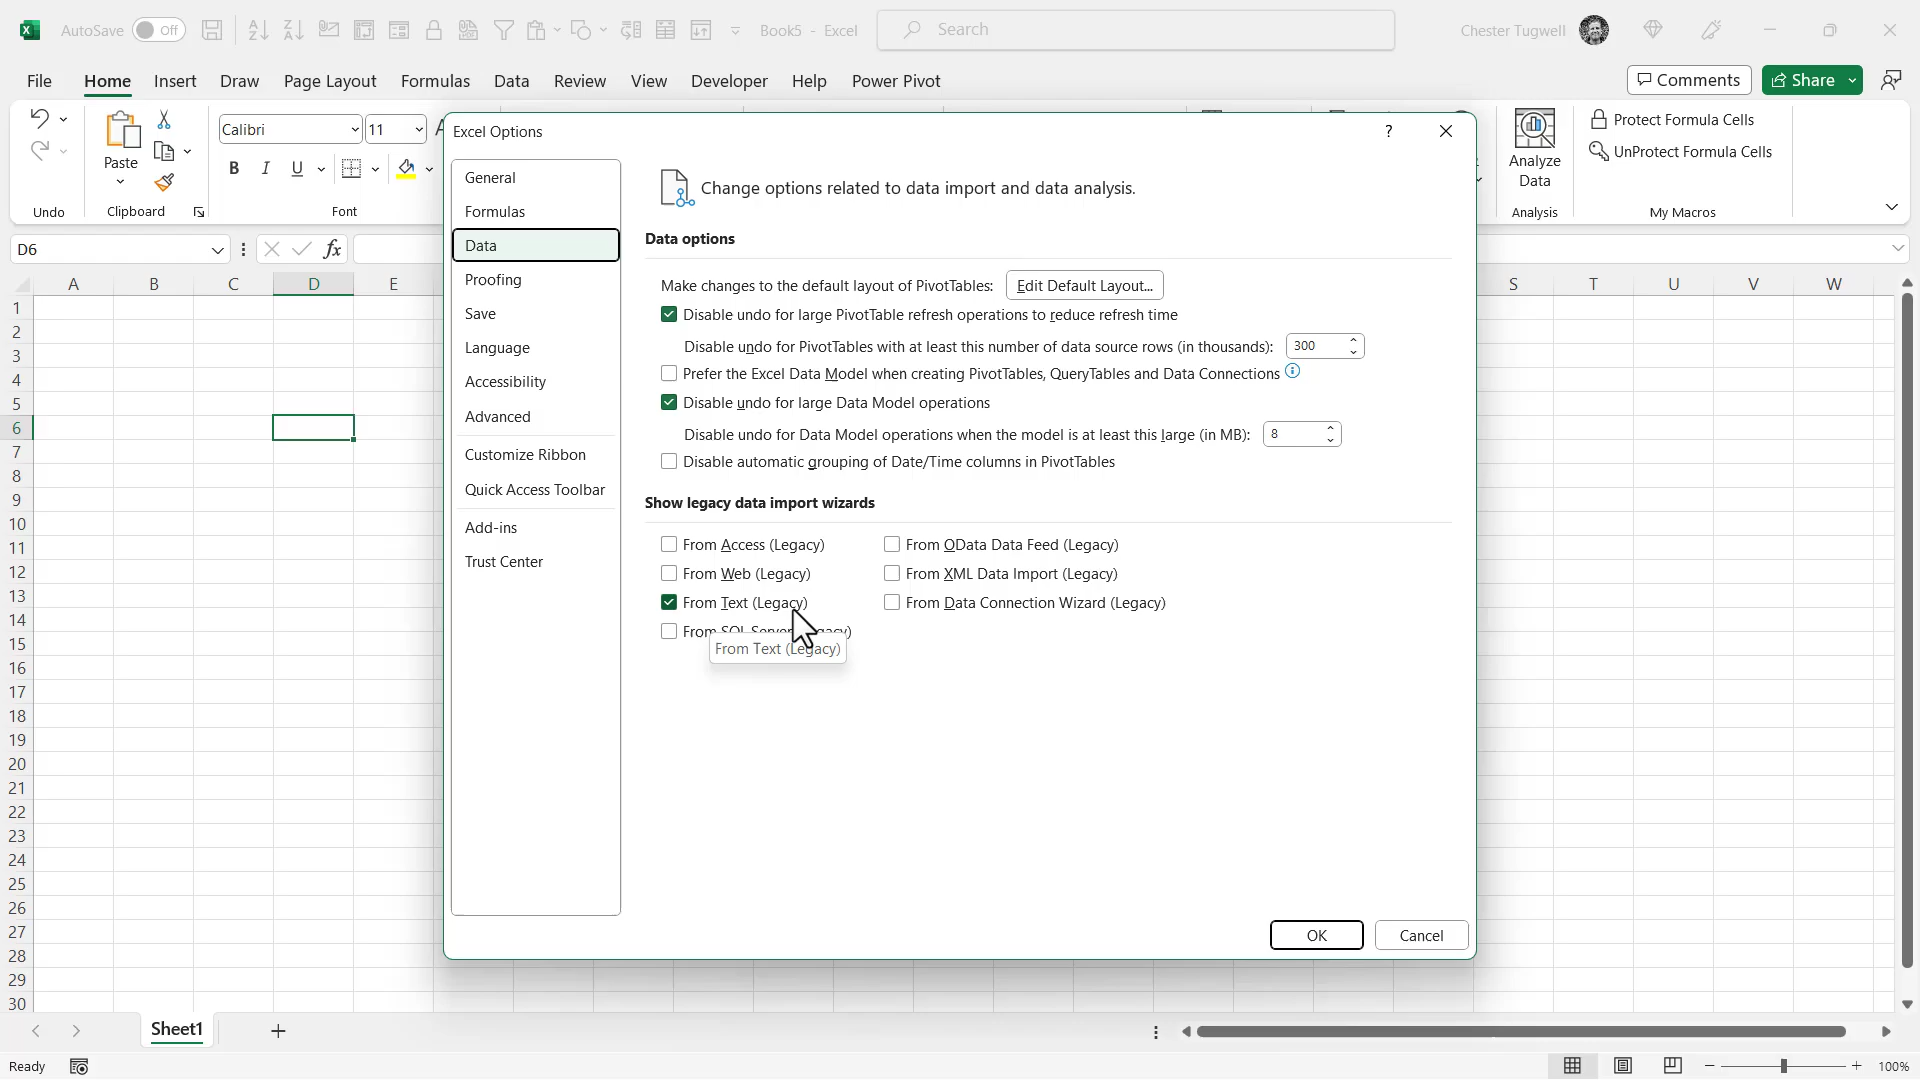 AutoSave Off Book5 - Excel Search Chester Tugwell
File Home Insert Draw Page Layout Formulas Data Review View Developer Help Power Pivot Comments Share
Calibri 11
Paste
B I U
Undo Clipboard Font
Analyze
Data
Analysis
Protect Formula Cells
UnProtect Formula Cells
My Macros
D6 fx
A B C D E S T U V W
1
2
3
4
5
6
7
8
9
10
11
12
13
14
15
16
17
18
19
20
21
22
23
24
25
26
27
28
29
30
Excel Options ?
General
Formulas
Data
Proofing
Save
Language
Accessibility
Advanced
Customize Ribbon
Quick Access Toolbar
Add-ins
Trust Center
Change options related to data import and data analysis.
Data options
Make changes to the default layout of PivotTables: Edit Default Layout...
Disable undo for large PivotTable refresh operations to reduce refresh time
Disable undo for PivotTables with at least this number of data source rows (in thousands): 300
Prefer the Excel Data Model when creating PivotTables, QueryTables and Data Connections
Disable undo for large Data Model operations
Disable undo for Data Model operations when the model is at least this large (in MB): 8
Disable automatic grouping of Date/Time columns in PivotTables
Show legacy data import wizards
From Access (Legacy) From OData Data Feed (Legacy)
From Web (Legacy) From XML Data Import (Legacy)
From Text (Legacy) From Data Connection Wizard (Legacy)
From SQL Server (Legacy)
From Text (Legacy)
OK Cancel
Sheet1
Ready 100%